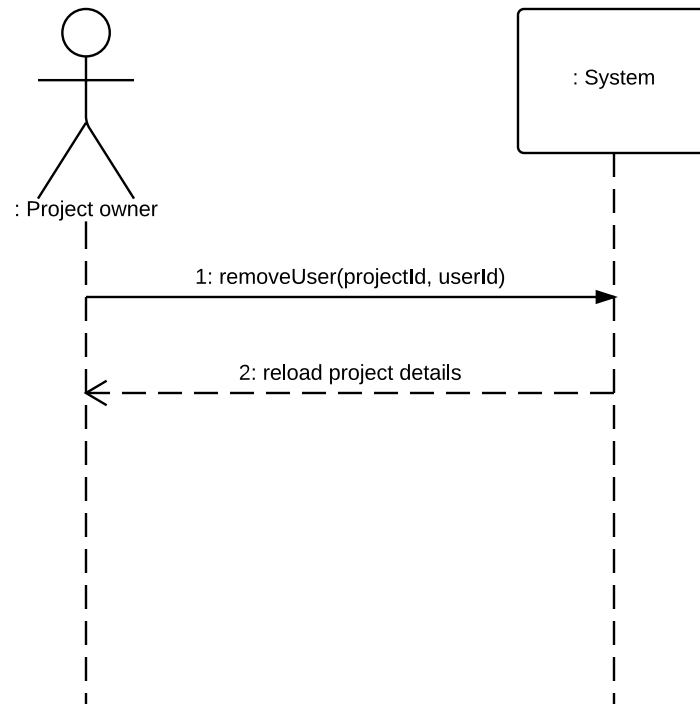 : System
: Project owner
1: removeUser(projectId, userId)
2: reload project details